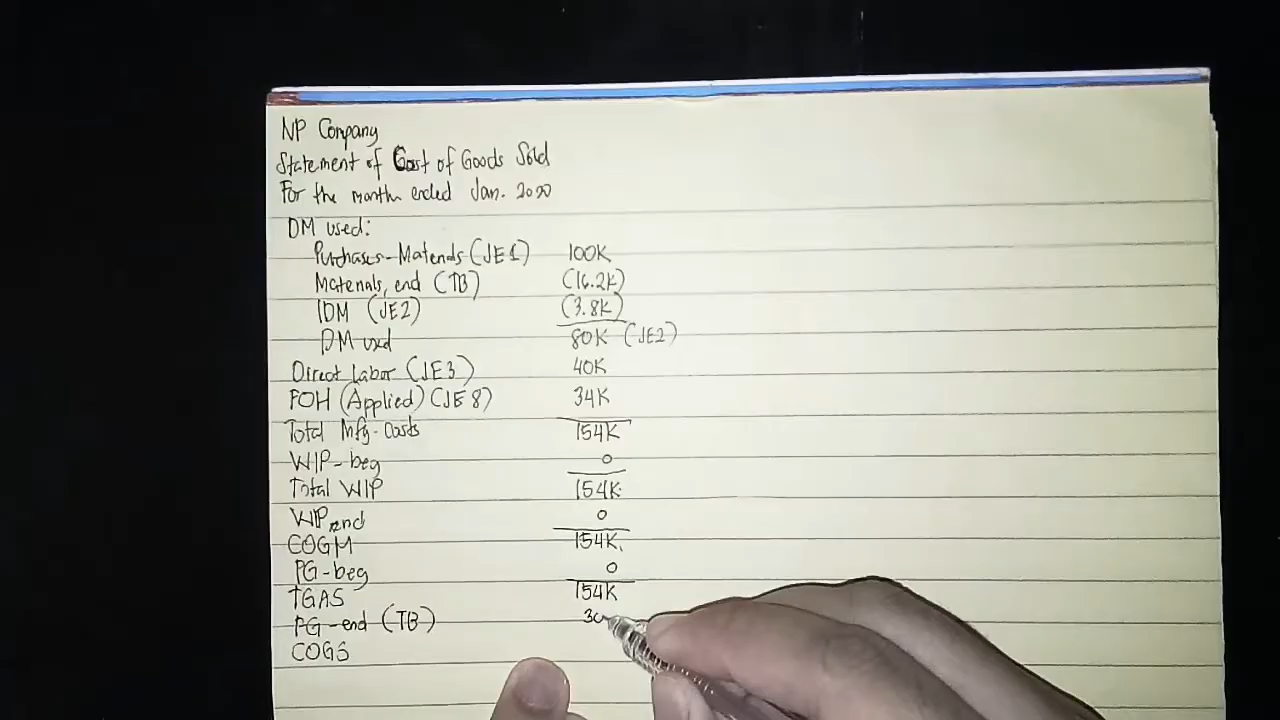 NP Company
Statement of Cost of Goods Sold
For the month ended Jan. 2020
DM used:
Purchases-Materials (JE1) 100K
Materials, end (TB) (16.2K)
IDM (JE2) (3.8K)
DM used 80K (JE2)
Direct Labor (JE3) 40K
FOH (Applied) (JE8) 34K
Total Mfg. Costs 154K
WIP-beg 0
Total WIP 154K
WIP, end 0
COGM 154K
FG-beg 0
TGAS 154K
FG-end (TB) 30
COGS